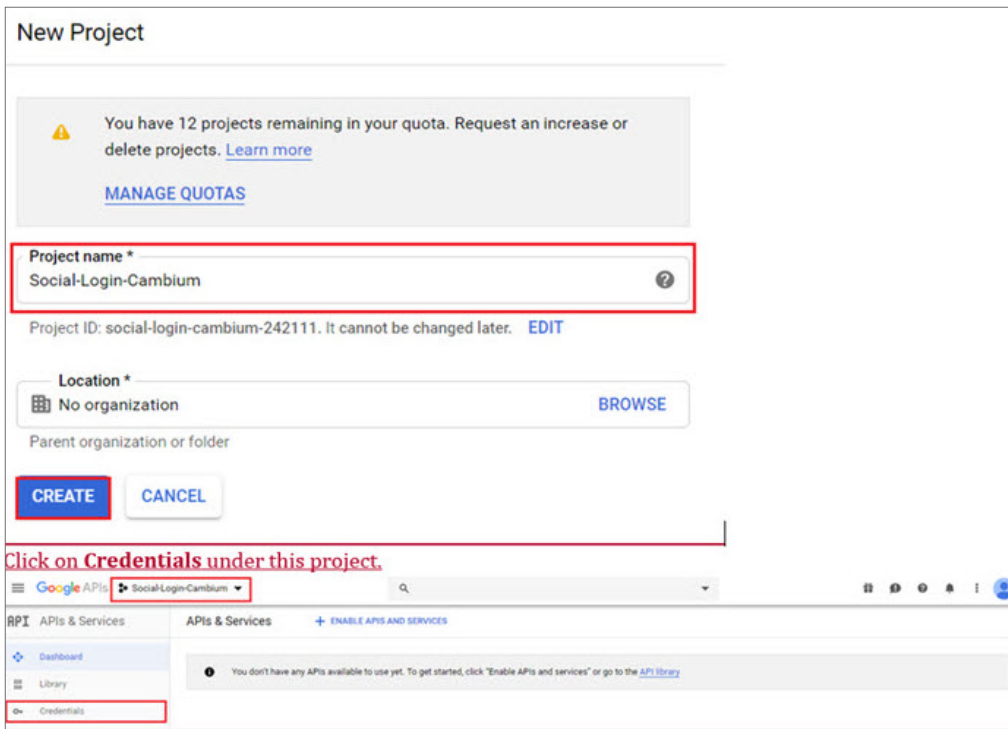 New Project
You have 12 projects remaining in your quota. Request an increase or
delete projects. Learn more
MANAGE QUOTAS
Project name *
Social-Login-Cambium
Project ID: social-login-cambium-242111. It cannot be changed later. EDIT
Location *
No organization BROWSE
Parent organization or folder
CREATE CANCEL
Click on Credentials under this project.
Google APIs Social-Login-Cambium
API APIs & Services APIs & Services + ENABLE APIS AND SERVICES
Dashboard
You don't have any APIs available to use yet. To get started, click "Enable APIs and services" or go to the API library
Library
Credentials